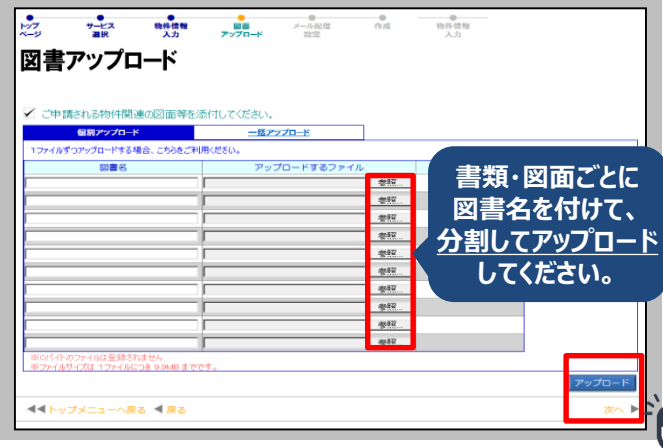 トップ
ページ
サービス
選択
物件情報
入力
図面
アップロード
メール配信
設定
作成
物件情報
入力
図書アップロード
ご申請される物件関連の図面等を添付してください。
個別アップロード
一括アップロード
1ファイルずつアップロードする場合、こちらをご利用ください。
図書名
アップロードするファイル
参照...
参照...
参照...
参照...
参照...
参照...
参照...
参照...
参照...
参照...
書類・図面ごとに
図書名を付けて、
分割してアップロード
してください。
※0バイトのファイルは登録されません
※ファイルサイズは 1ファイルにつき 9.9MB までです。
アップロード
◀◀トップメニューへ戻る ◀戻る
次へ ▶